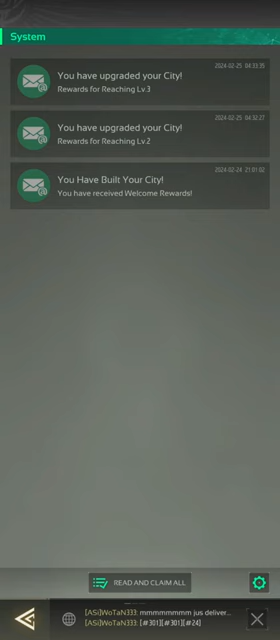 System
2024-02-25 04:33:35
You have upgraded your City!
Rewards for Reaching Lv.3
2024-02-25 04:32:27
You have upgraded your City!
Rewards for Reaching Lv.2
2024-02-24 21:01:02
You Have Built Your City!
You have received Welcome Rewards!
READ AND CLAIM ALL
[ASi]WoTaN333: mmmmmmmm jus deliver...
[ASi]WoTaN333: [#301][#301][#24]